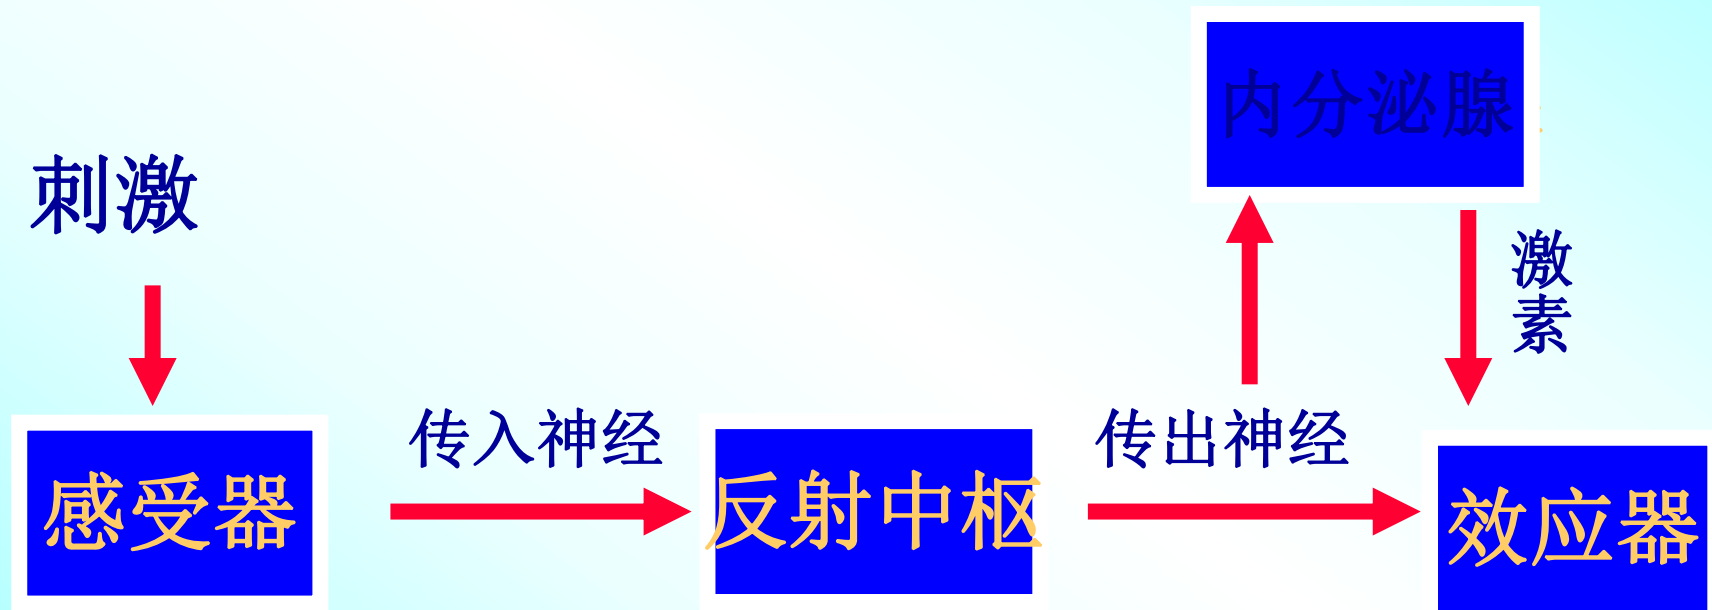 内分泌腺
刺激
激素
传入神经
传出神经
感受器
反射中枢
效应器